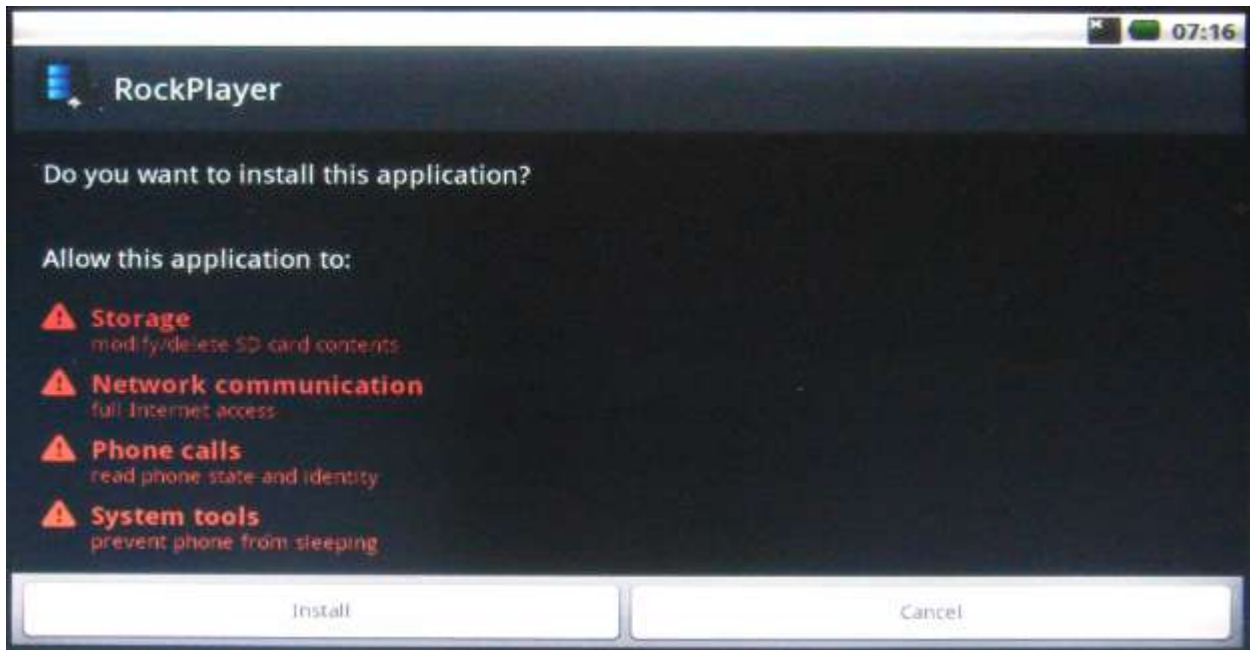 07:16
RockPlayer
Do you want to install this application?
Allow this application to:
Storage
modify/delete SD card contents
Network communication
full Internet access
Phone calls
read phone state and identity
System tools
prevent phone from sleeping
Install
Cancel